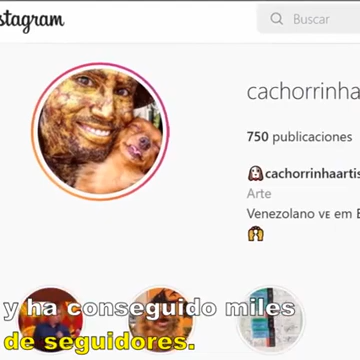 stagram
Buscar
cachorrinha
750 publicaciones
cachorrinhaartis
Arte
Venezolano VE em
y ha conseguido miles
de seguidores.